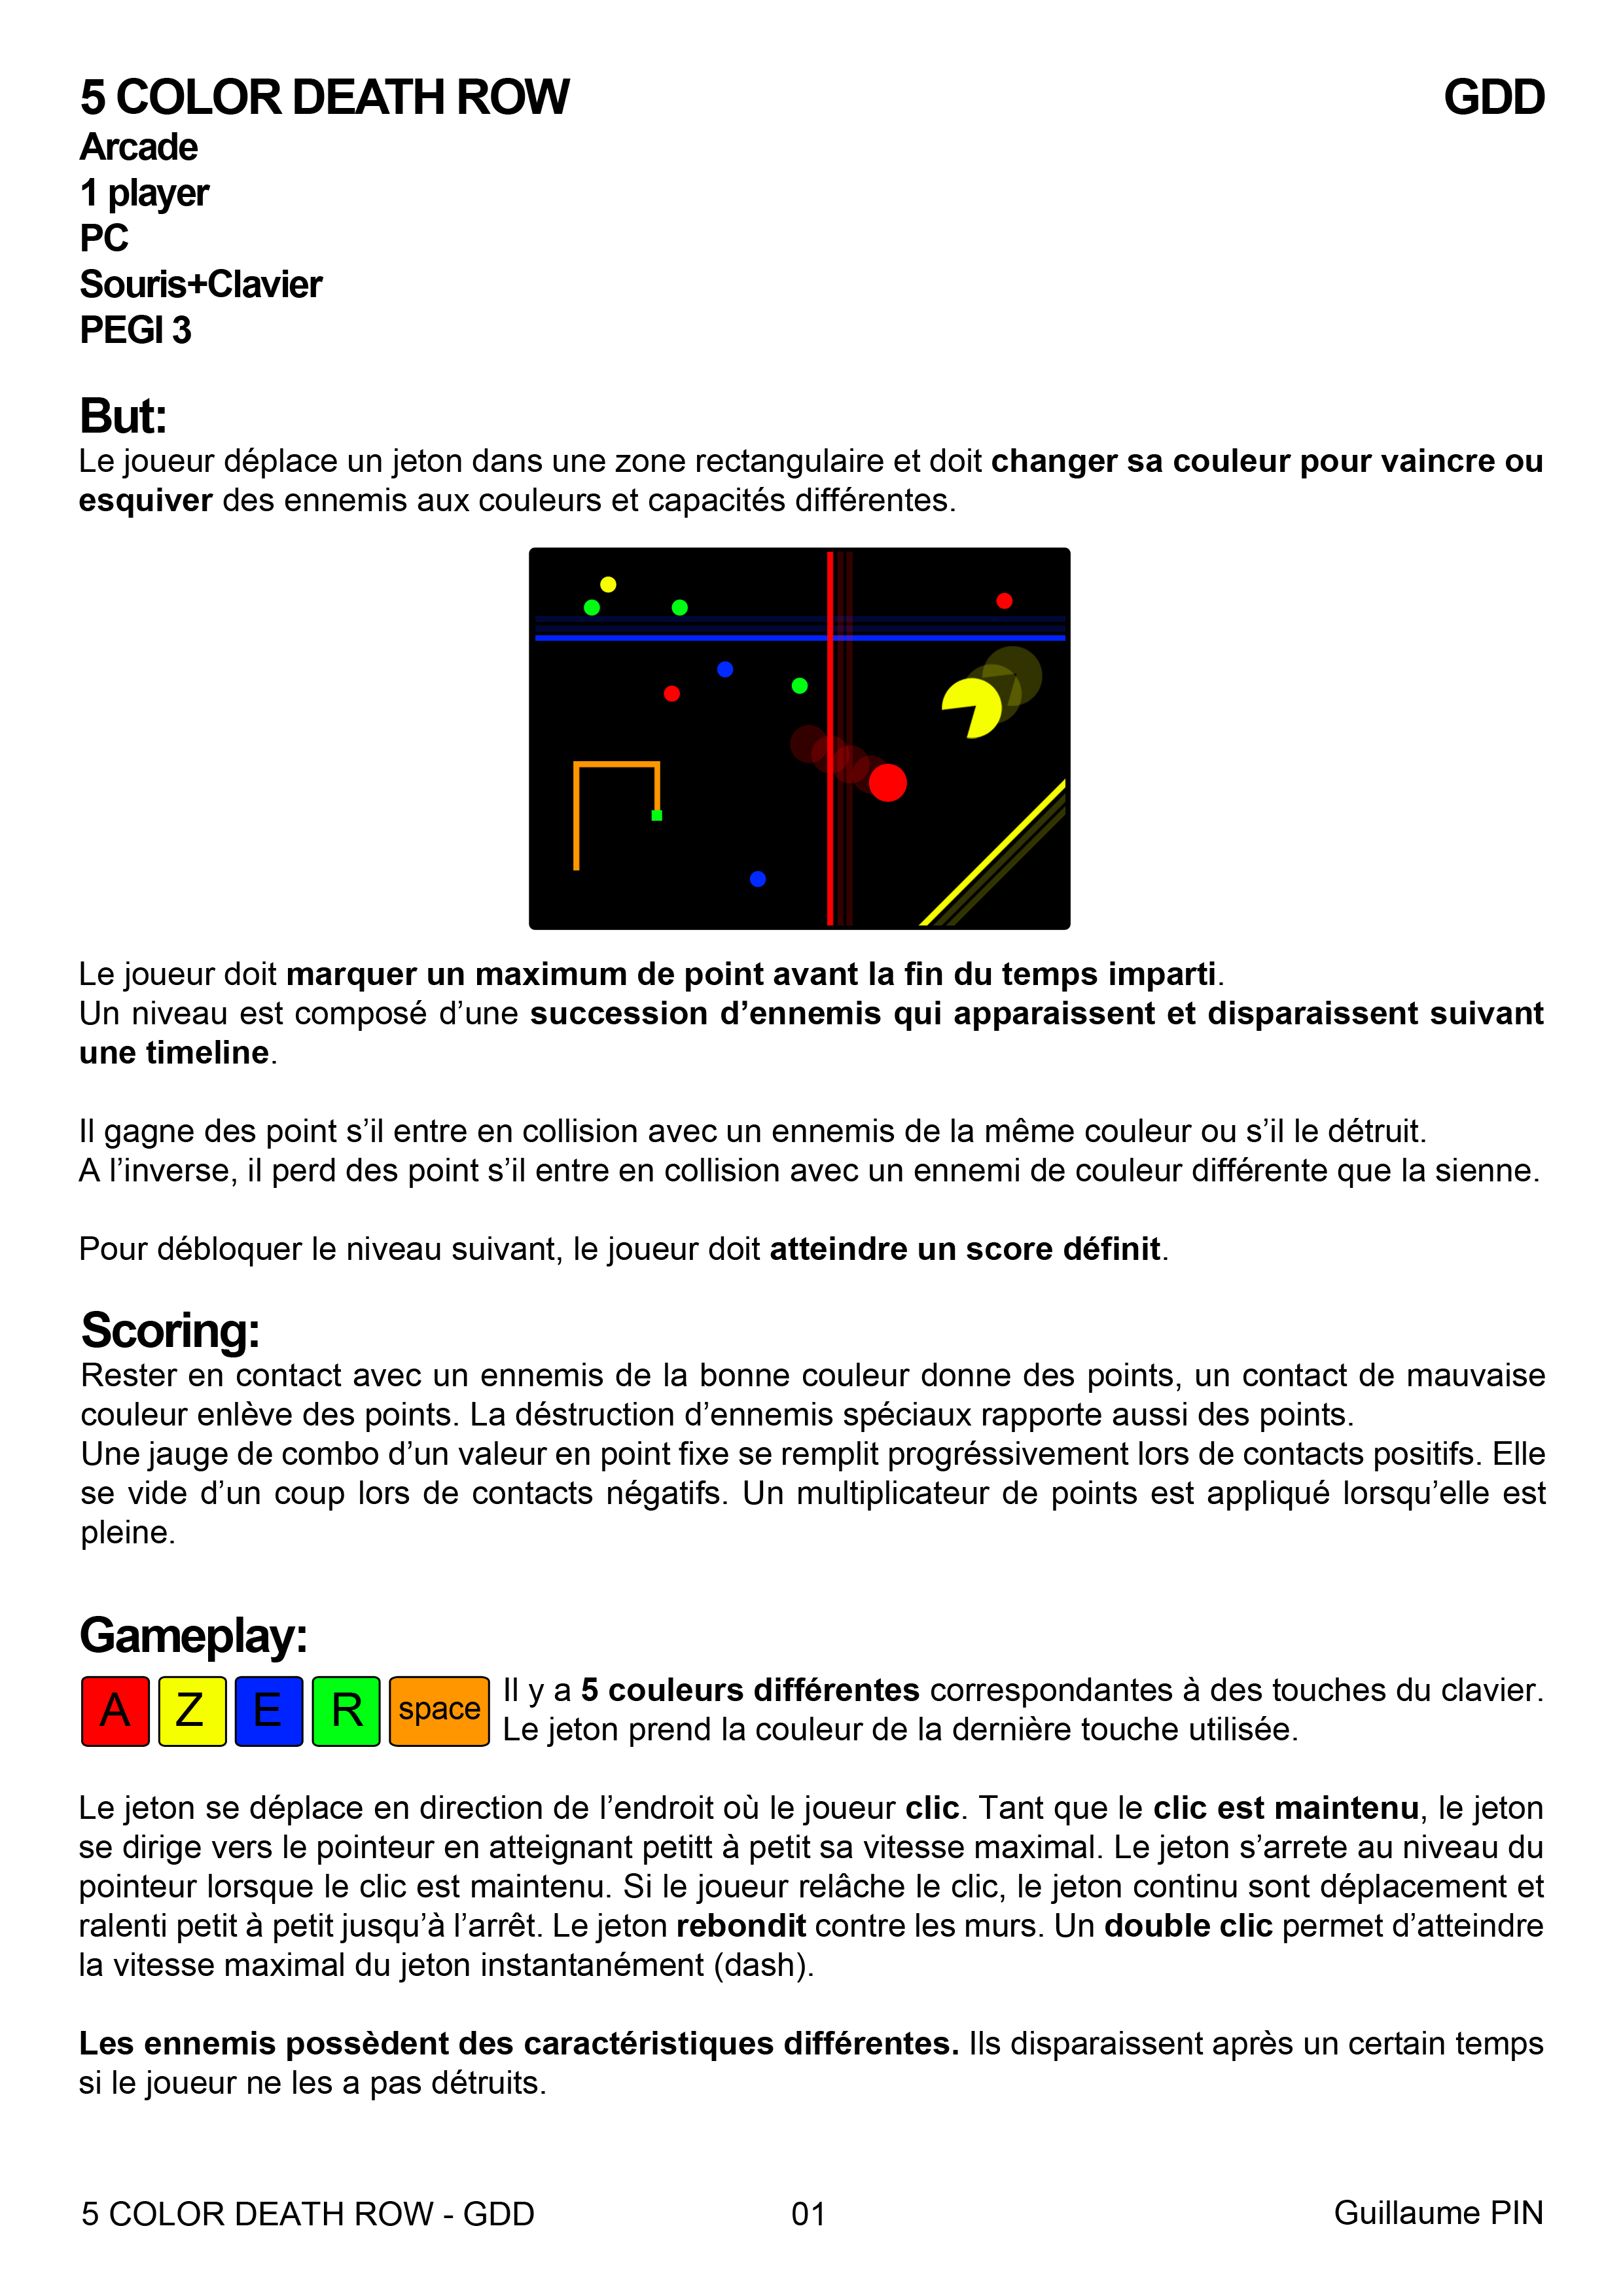 5 COLOR DEATH ROW GDD
Arcade
1 player
PC
Souris+Clavier
PEGI 3
But:
Le joueur déplace un jeton dans une zone rectangulaire et doit changer sa couleur pour vaincre ou
esquiver des ennemis aux couleurs et capacités différentes.
Le joueur doit marquer un maximum de point avant la fin du temps imparti.
Un niveau est composé d’une succession d’ennemis qui apparaissent et disparaissent suivant
une timeline.
Il gagne des point s’il entre en collision avec un ennemis de la même couleur ou s’il le détruit.
A l’inverse, il perd des point s’il entre en collision avec un ennemi de couleur différente que la sienne.
Pour débloquer le niveau suivant, le joueur doit atteindre un score définit.
Scoring:
Rester en contact avec un ennemis de la bonne couleur donne des points, un contact de mauvaise
couleur enlève des points. La déstruction d’ennemis spéciaux rapporte aussi des points.
Une jauge de combo d’un valeur en point fixe se remplit progréssivement lors de contacts positifs. Elle
se vide d’un coup lors de contacts négatifs. Un multiplicateur de points est appliqué lorsqu’elle est
pleine.
Gameplay:
A Z E R space
Il y a 5 couleurs différentes correspondantes à des touches du clavier.
Le jeton prend la couleur de la dernière touche utilisée.
Le jeton se déplace en direction de l’endroit où le joueur clic. Tant que le clic est maintenu, le jeton
se dirige vers le pointeur en atteignant petitt à petit sa vitesse maximal. Le jeton s’arrete au niveau du
pointeur lorsque le clic est maintenu. Si le joueur relâche le clic, le jeton continu sont déplacement et
ralenti petit à petit jusqu’à l’arrêt. Le jeton rebondit contre les murs. Un double clic permet d’atteindre
la vitesse maximal du jeton instantanément (dash).
Les ennemis possèdent des caractéristiques différentes. Ils disparaissent après un certain temps
si le joueur ne les a pas détruits.
5 COLOR DEATH ROW - GDD 01 Guillaume PIN